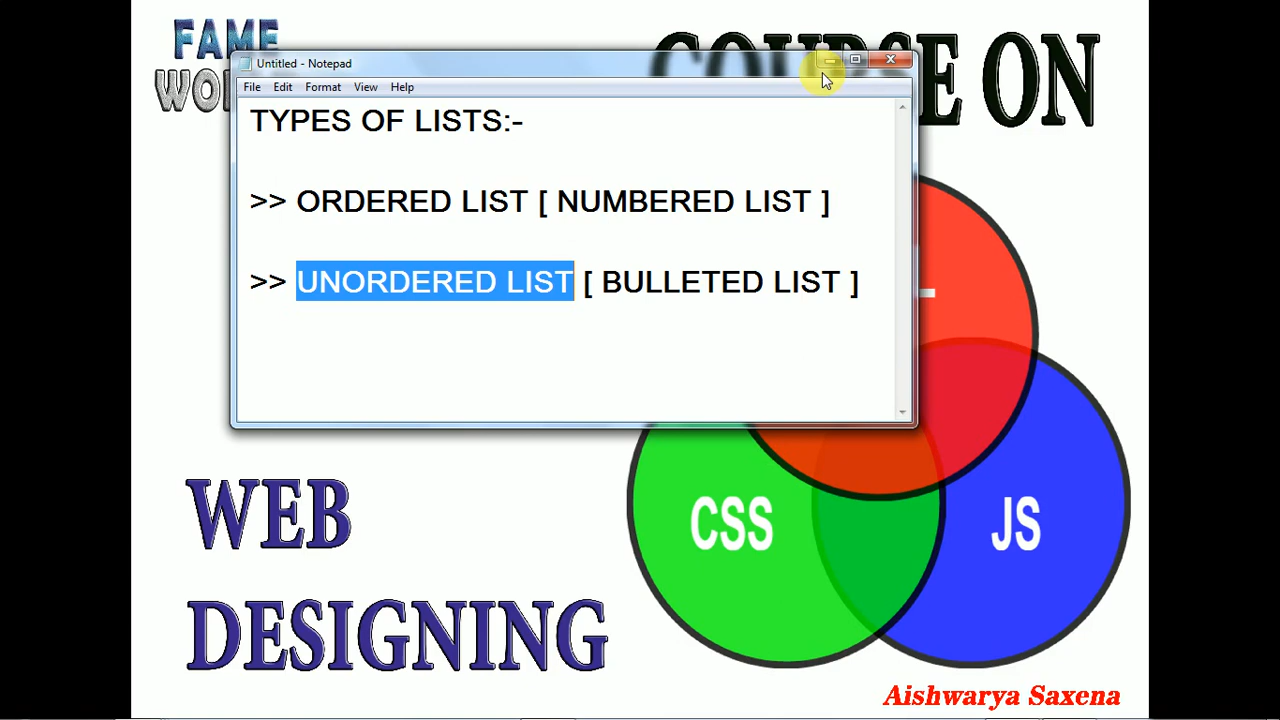 FAME
WO
COURSE ON
Untitled - Notepad
File Edit Format View Help
TYPES OF LISTS:-
>> ORDERED LIST [ NUMBERED LIST ]
>> UNORDERED LIST [ BULLETED LIST ]
CSS
JS
WEB
DESIGNING
Aishwarya Saxena